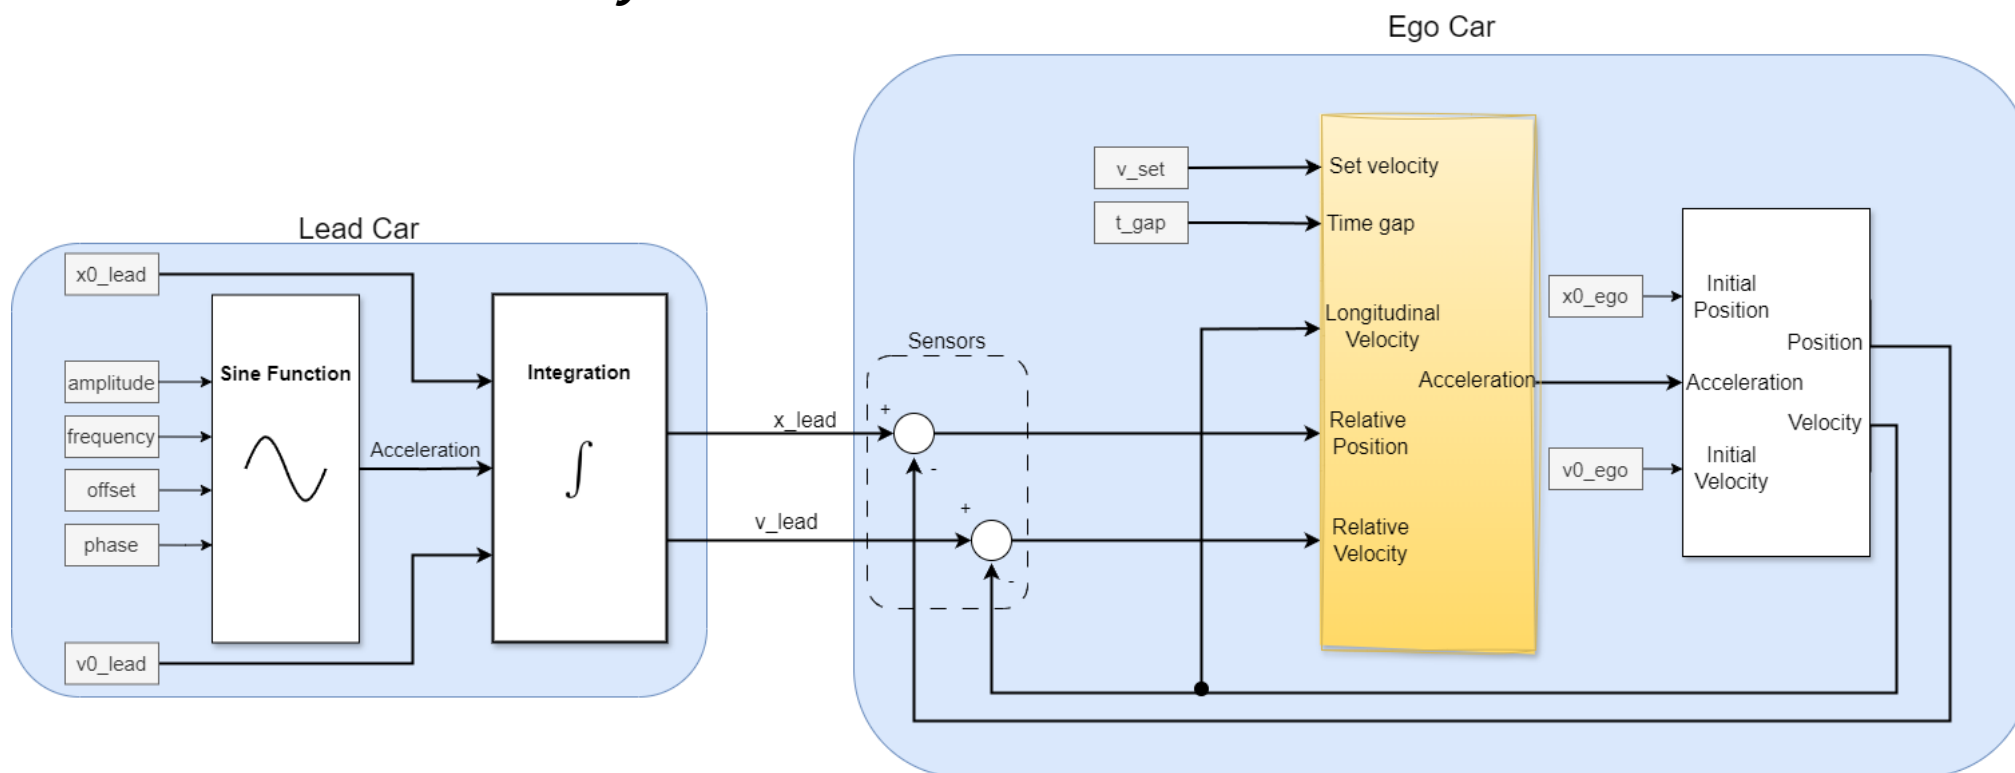 Ego Car
Lead Car
x0_lead
amplitude
frequency
offset
phase
v0_lead
Sine Function
Acceleration
Integration
∫
x_lead
v_lead
Sensors
+
-
+
-
v_set
t_gap
Set velocity
Time gap
Longitudinal
Velocity
Acceleration
Relative
Position
Relative
Velocity
x0_ego
v0_ego
Initial
Position
Position
Acceleration
Velocity
Initial
Velocity